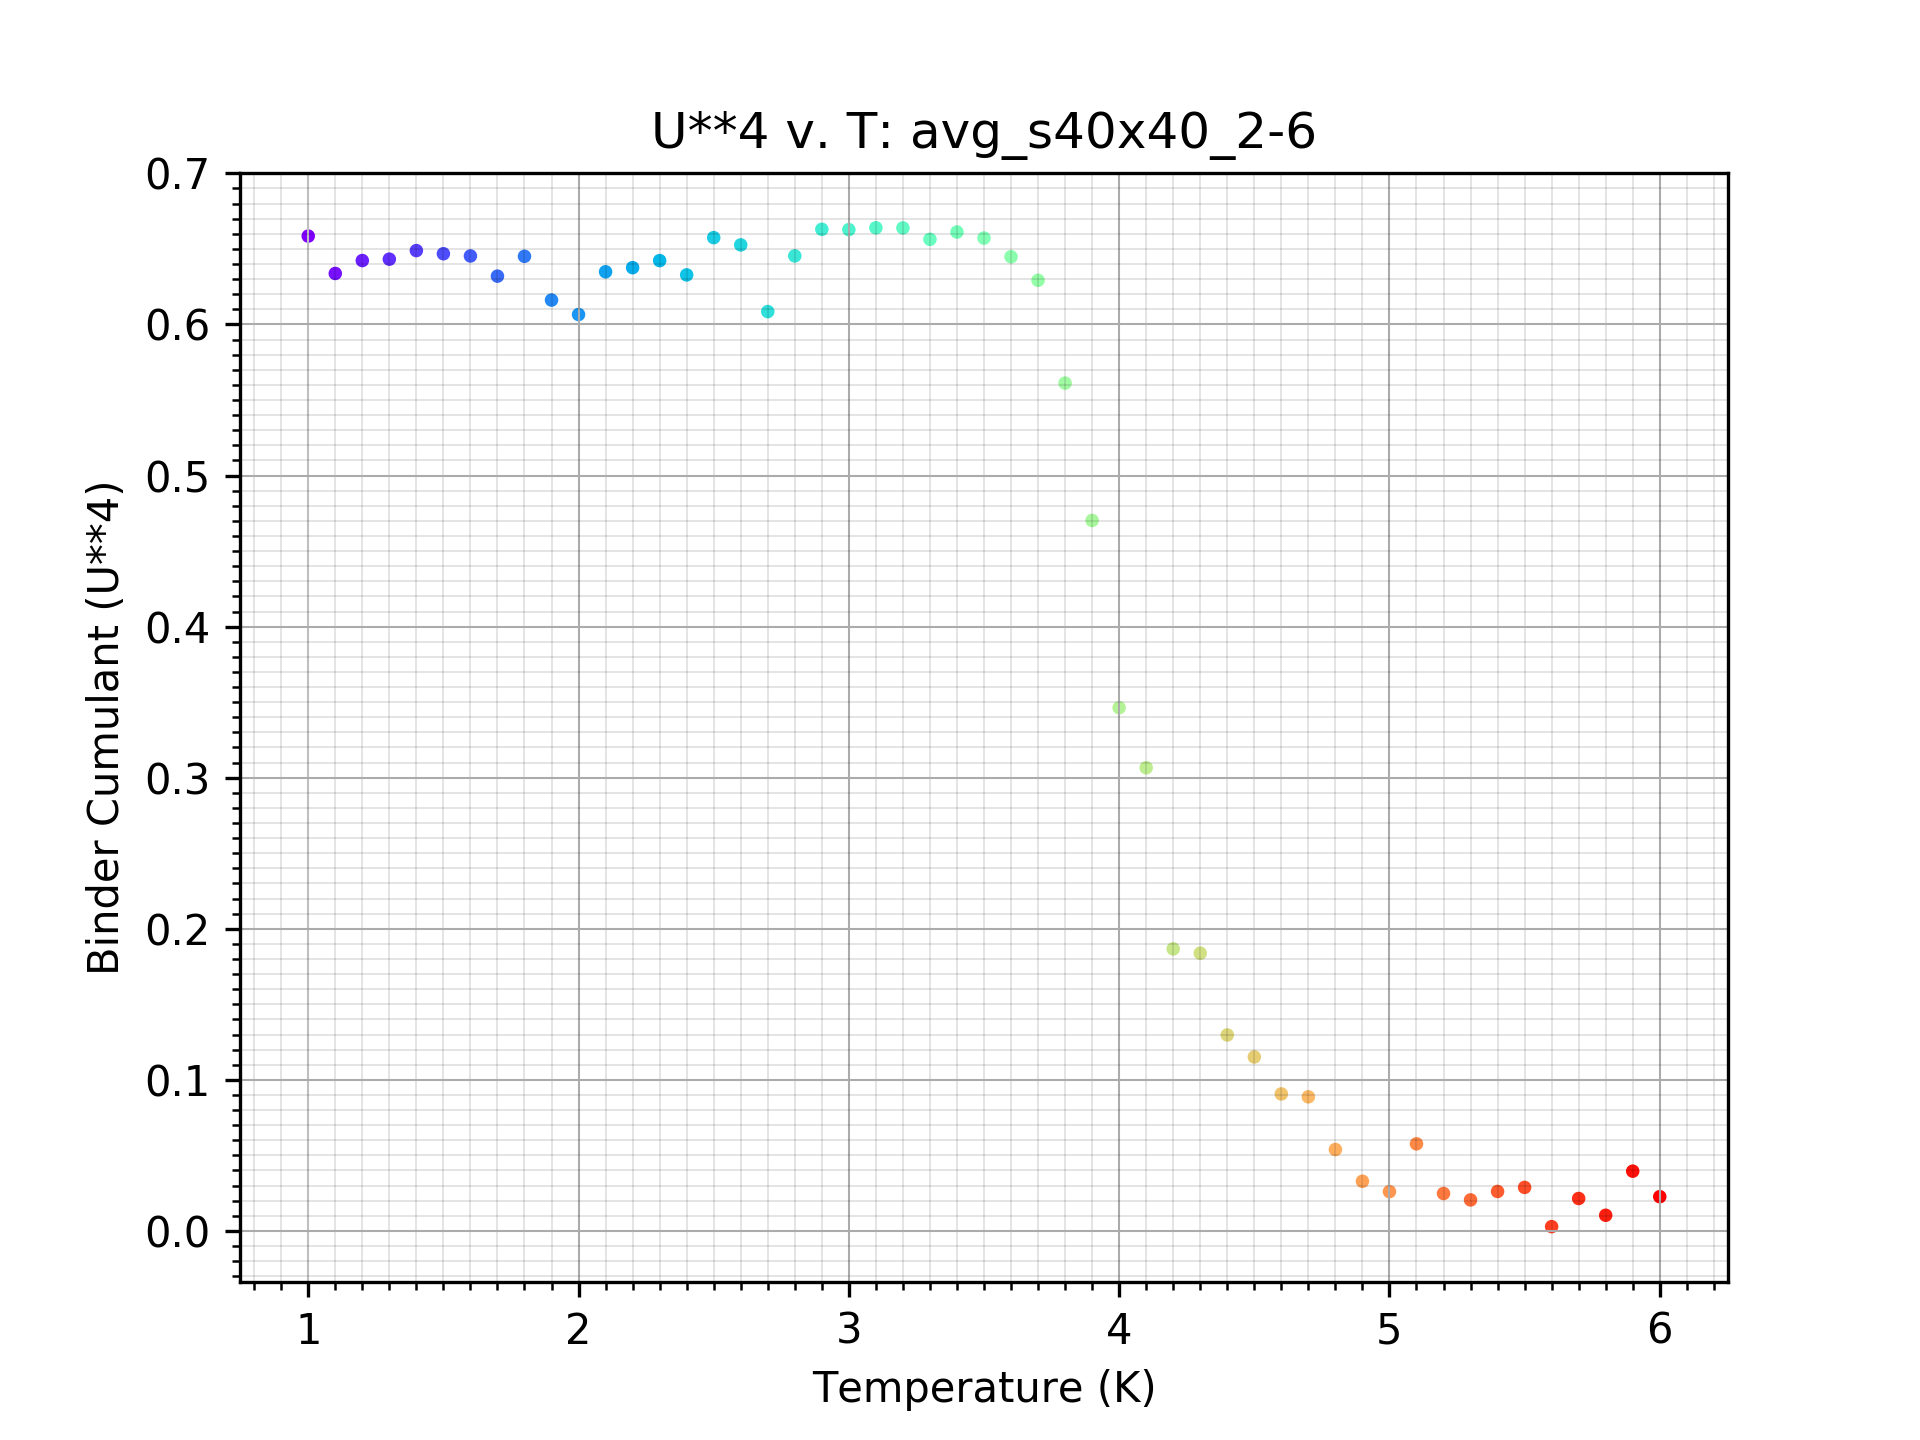 U**4 v. T: avg_s40x40_2-6
0.7
0.6
0.5
0.4
0.3
0.2
0.1
0.0
Binder Cumulant (U**4)
1 2 3 4 5 6
Temperature (K)